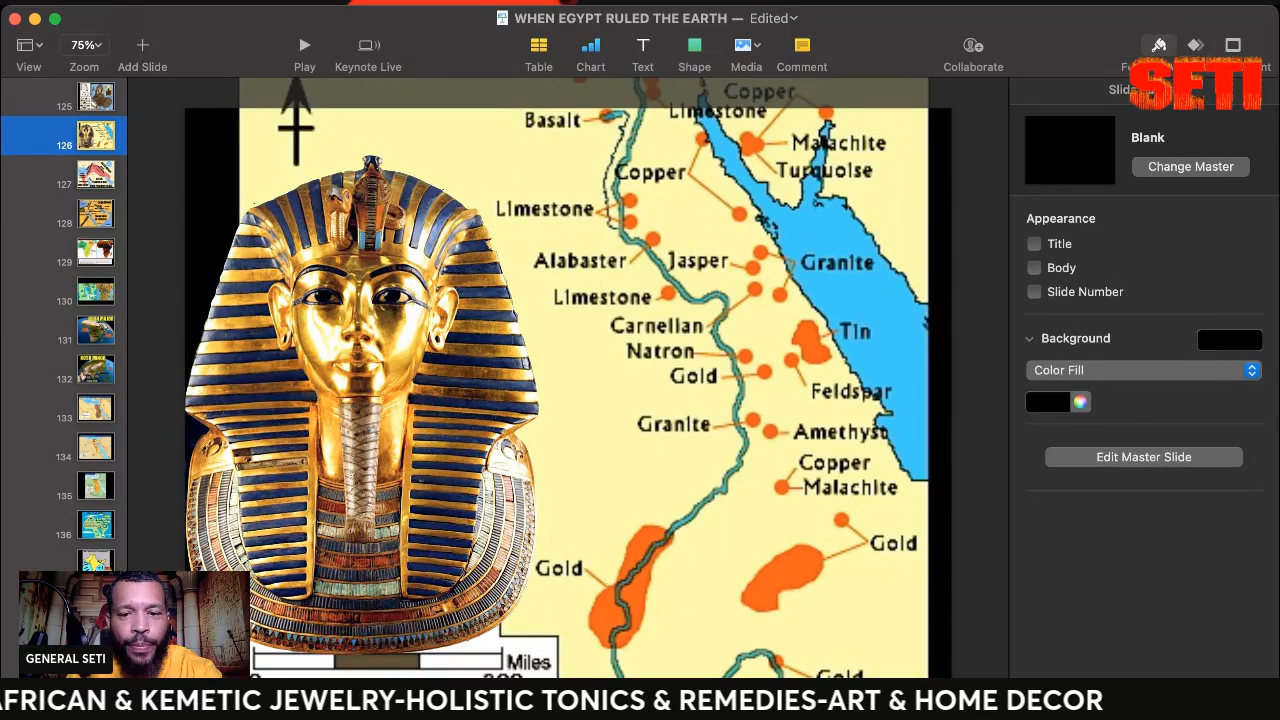 WHEN EGYPT RULED THE EARTH — Edited
75%
View
Zoom
Add Slide
Play
Keynote Live
Table
Chart
Text
Shape
Media
Comment
Collaborate
SETI
125
126
127
128
129
130
131
132
133
134
135
136
Copper
Limestone
Basalt
Malachite
Turquoise
Copper
Limestone
Alabaster
Jasper
Granite
Limestone
Carnelian
Tin
Natron
Gold
Feldspar
Granite
Amethyst
Copper
Malachite
Gold
Gold
Miles
Gold
Blank
Change Master
Appearance
Title
Body
Slide Number
Background
Color Fill
Edit Master Slide
GENERAL SETI
AFRICAN & KEMETIC JEWELRY-HOLISTIC TONICS & REMEDIES-ART & HOME DECOR